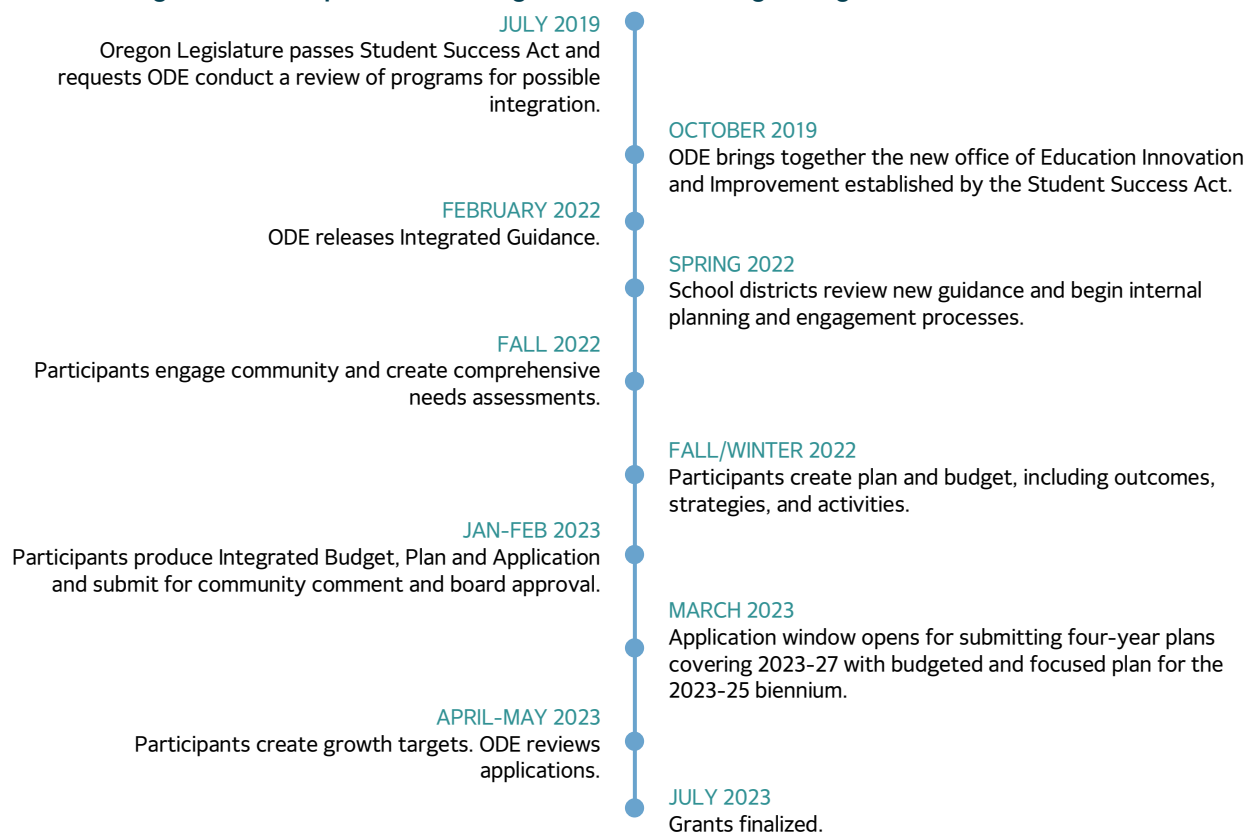 JULY 2019
Oregon Legislature passes Student Success Act and
requests ODE conduct a review of programs for possible
integration.
OCTOBER 2019
ODE brings together the new office of Education Innovation
and Improvement established by the Student Success Act.
FEBRUARY 2022
ODE releases Integrated Guidance.
SPRING 2022
School districts review new guidance and begin internal
planning and engagement processes.
FALL 2022
Participants engage community and create comprehensive
needs assessments.
FALL/WINTER 2022
Participants create plan and budget, including outcomes,
strategies, and activities.
JAN-FEB 2023
Participants produce Integrated Budget, Plan and Application
and submit for community comment and board approval.
MARCH 2023
Application window opens for submitting four-year plans
covering 2023-27 with budgeted and focused plan for the
2023-25 biennium.
APRIL-MAY 2023
Participants create growth targets. ODE reviews
applications.
JULY 2023
Grants finalized.